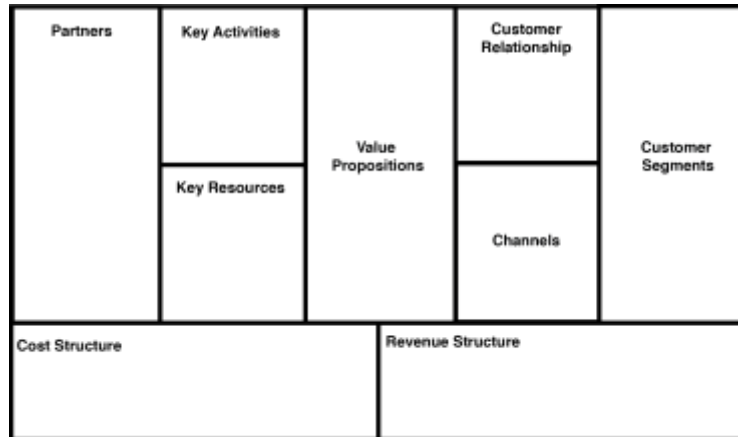 Partners
Key Activities
Key Resources
Value
Propositions
Customer
Relationship
Channels
Customer
Segments
Cost Structure
Revenue Structure